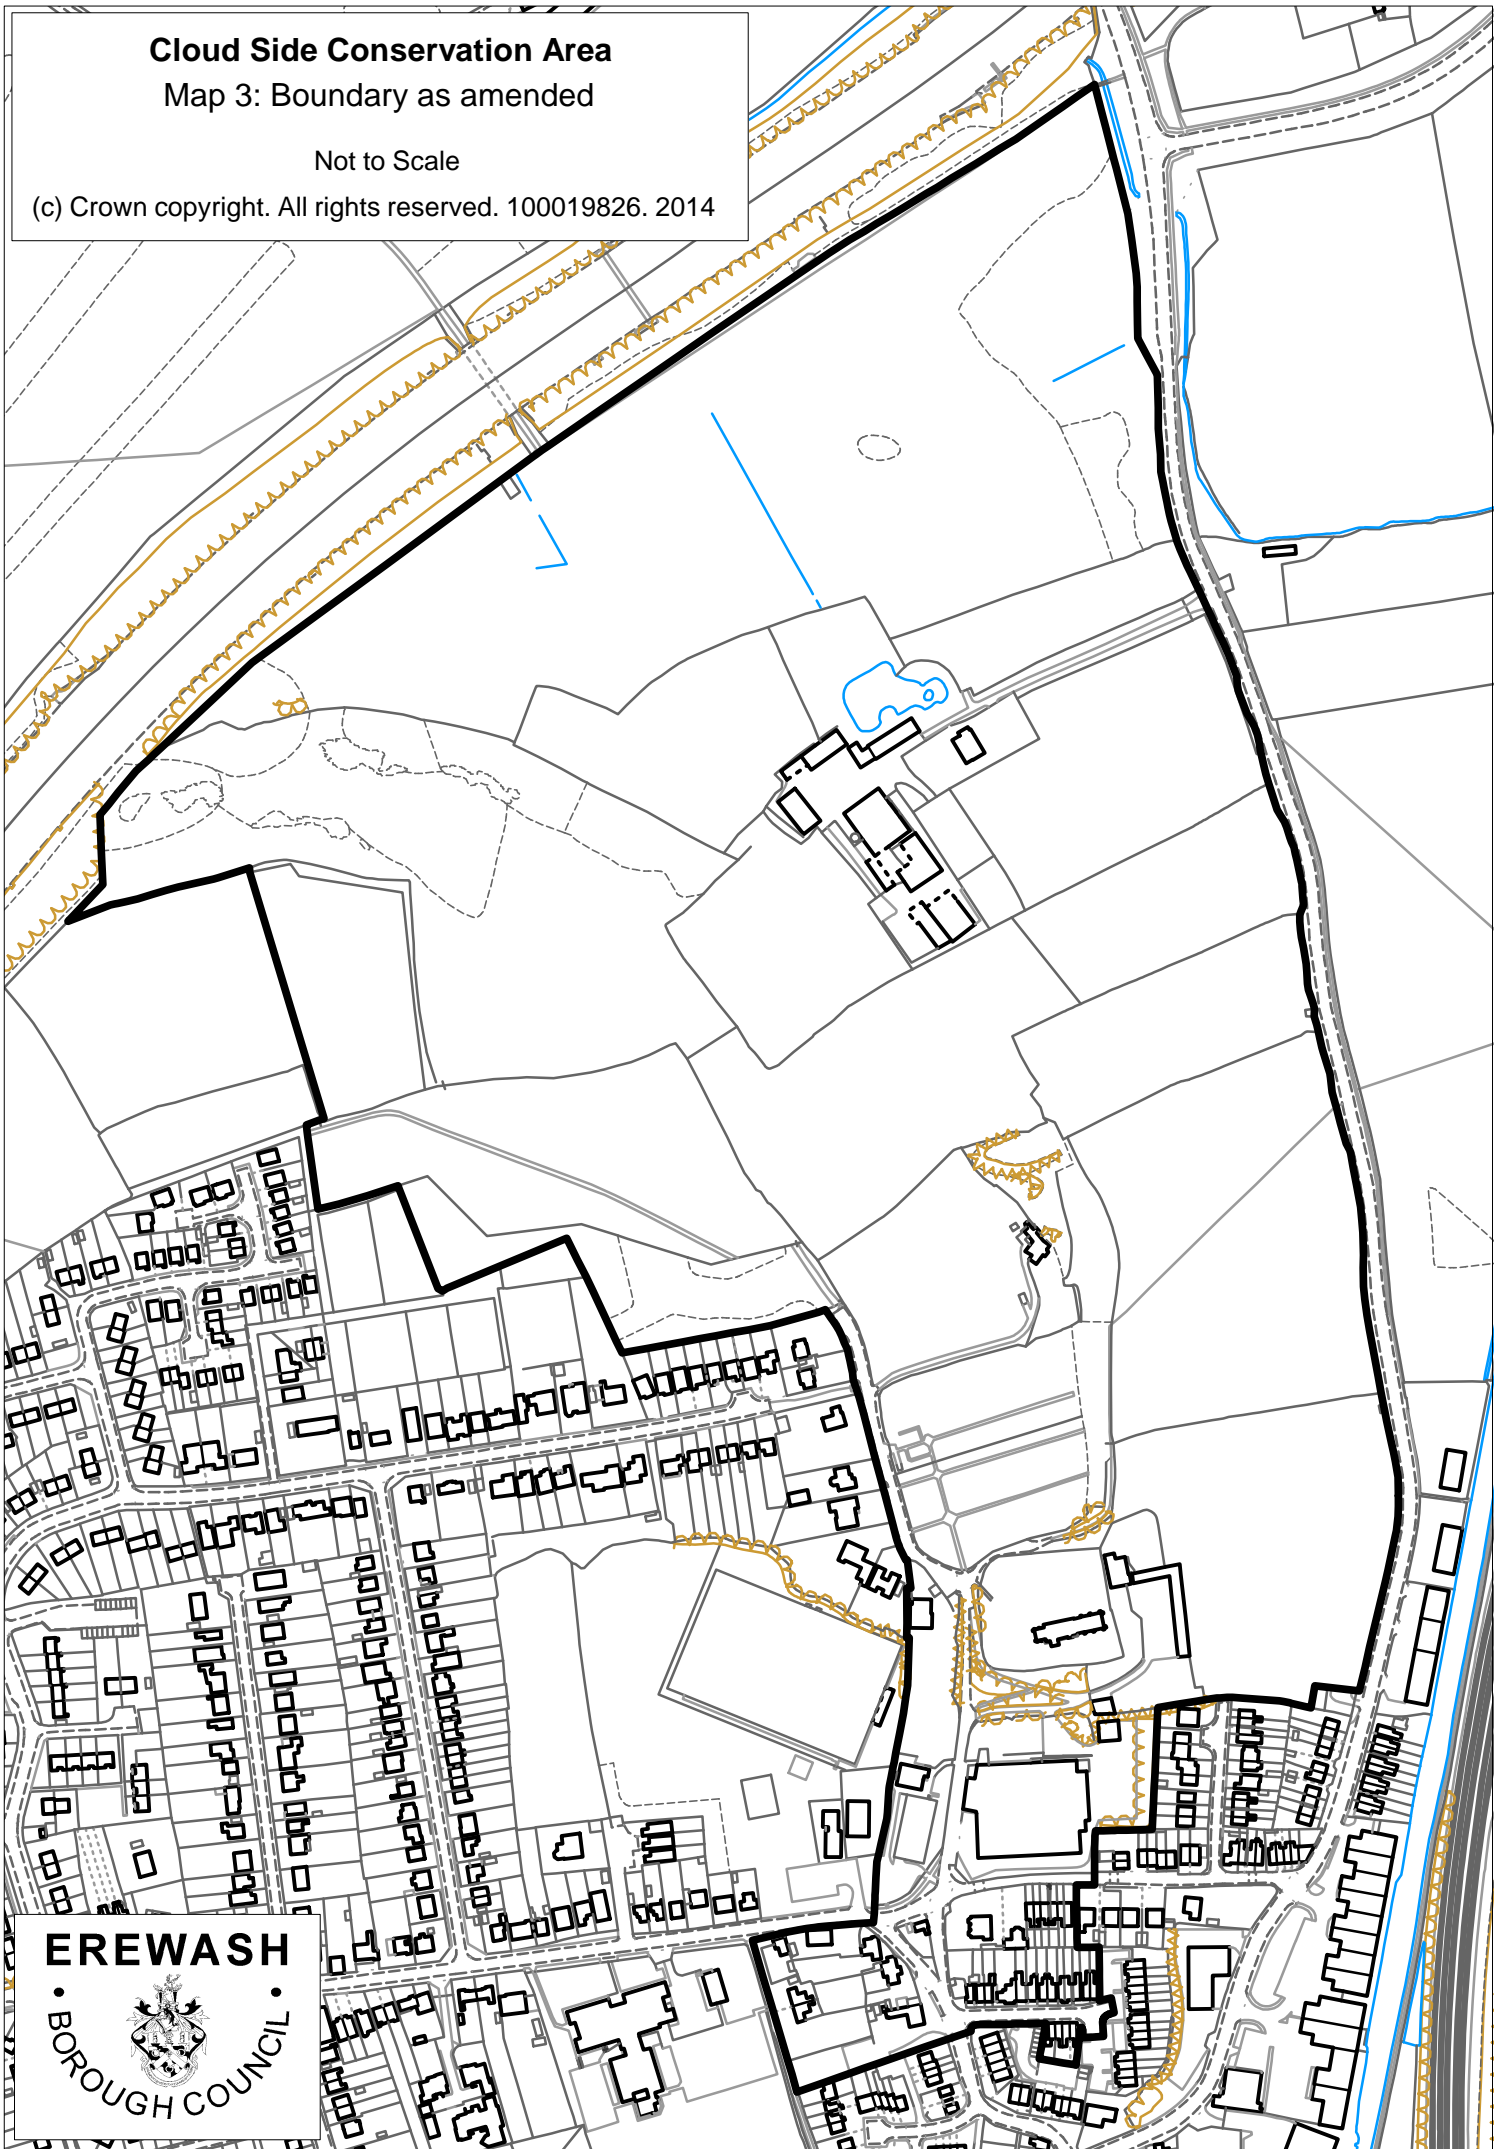 Cloud Side Conservation Area
Map 3: Boundary as amended
Not to Scale
(c) Crown copyright. All rights reserved. 100019826. 2014
EREWASH
• BOROUGH COUNCIL •